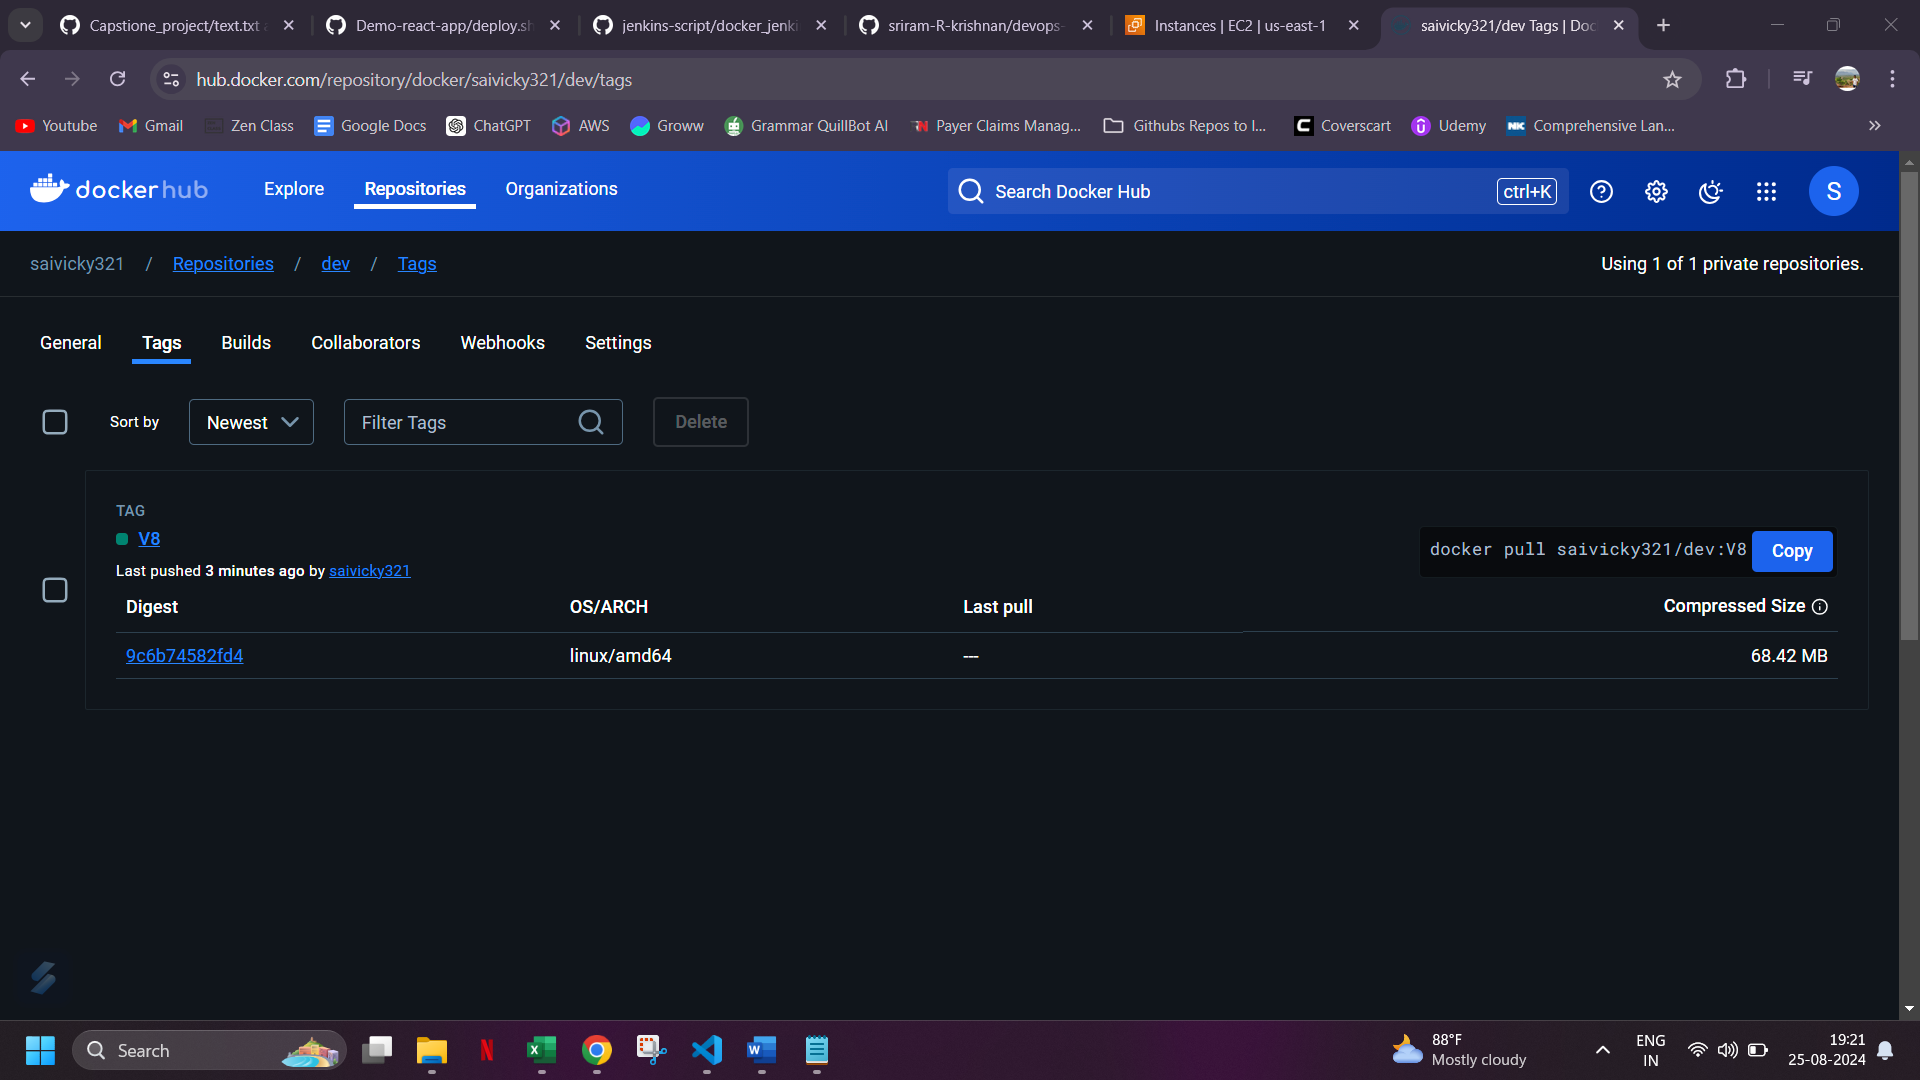 Capstione_project/text.txt a
Demo-react-app/deploy.sh
jenkins-script/docker_jenki
sriram-R-krishnan/devops-
Instances | EC2 | us-east-1
saivicky321/dev Tags | Doc
hub.docker.com/repository/docker/saivicky321/dev/tags
Youtube
Gmail
Zen Class
Google Docs
ChatGPT
AWS
Groww
Grammar QuillBot AI
Payer Claims Manag...
Githubs Repos to l...
Coverscart
Udemy
NK
Comprehensive Lan...
docker hub
Explore
Repositories
Organizations
Search Docker Hub
ctrl+K
S
saivicky321 / Repositories / dev / Tags
Using 1 of 1 private repositories.
General
Tags
Builds
Collaborators
Webhooks
Settings
Sort by
Newest
Filter Tags
Delete
TAG
V8
docker pull saivicky321/dev:V8
Copy
Last pushed 3 minutes ago by saivicky321
Digest
OS/ARCH
Last pull
Compressed Size
9c6b74582fd4
linux/amd64
---
68.42 MB
Search
88°F
Mostly cloudy
ENG
IN
19:21
25-08-2024